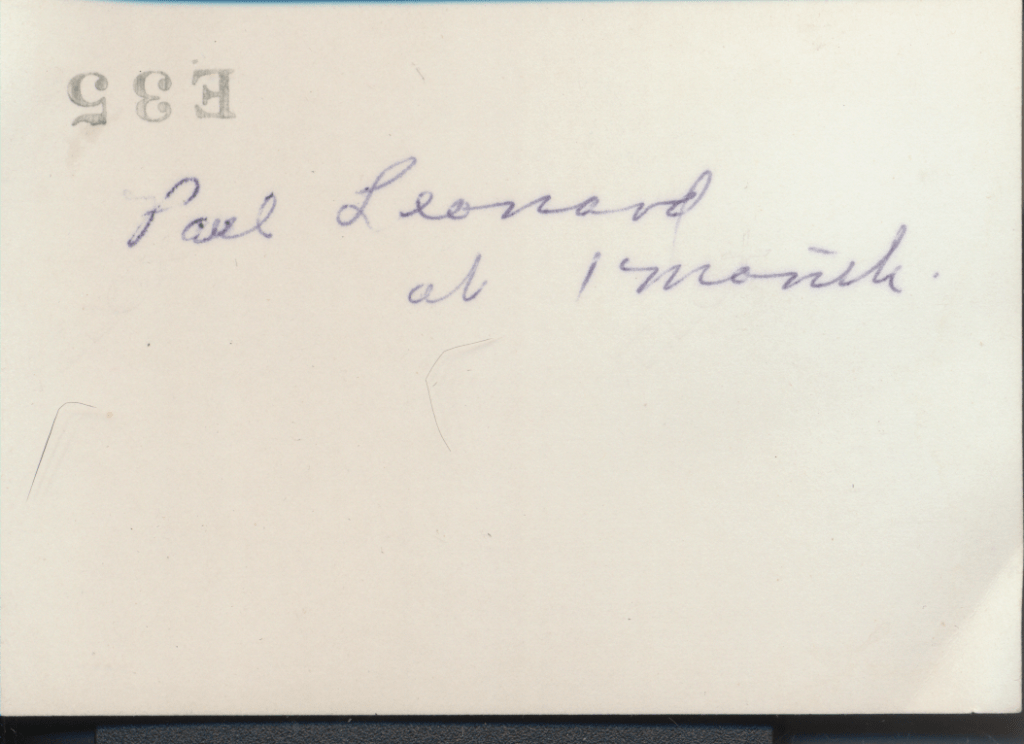 E35
Paul Leonard
at 1 month.